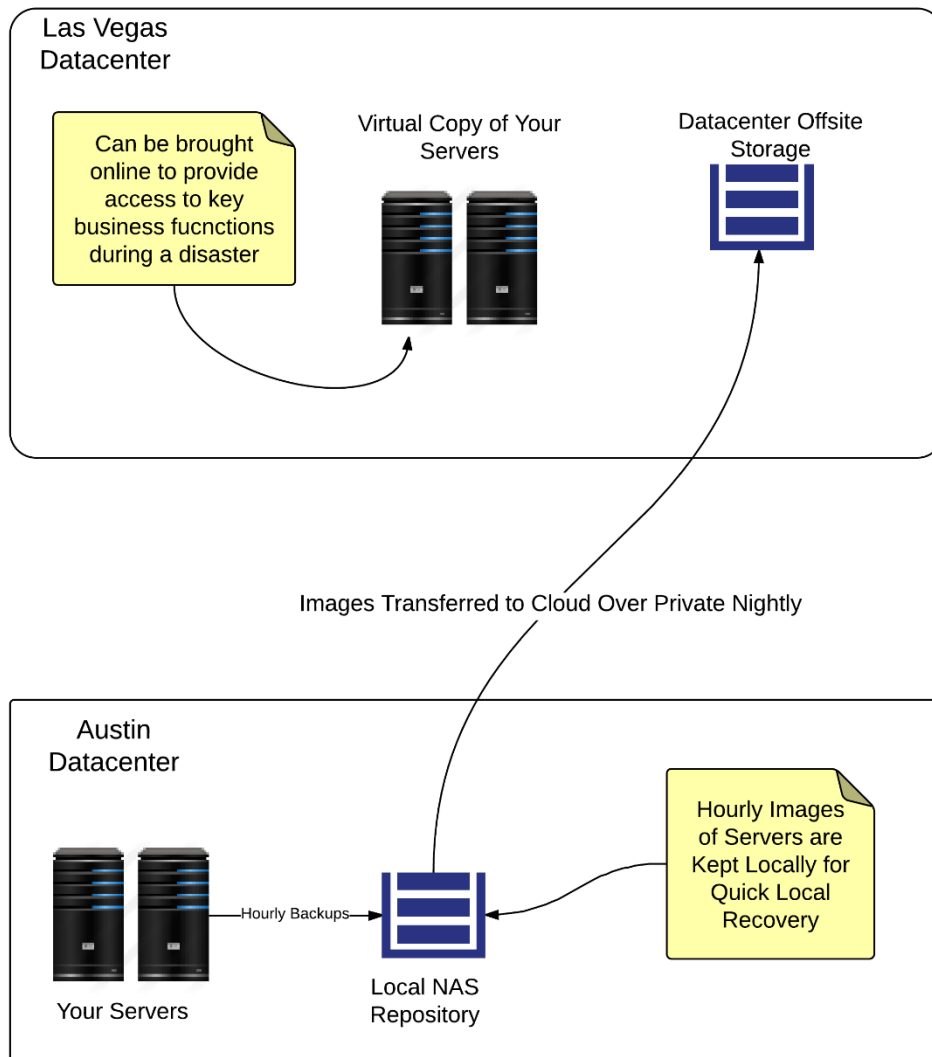 Las Vegas
Datacenter
Can be brought
online to provide
access to key
business fucnctions
during a disaster
Virtual Copy of Your
Servers
Datacenter Offsite
Storage
Images Transferred to Cloud Over Private Nightly
Austin
Datacenter
Hourly Images
of Servers are
Kept Locally for
Quick Local
Recovery
Hourly Backups
Your Servers
Local NAS
Repository